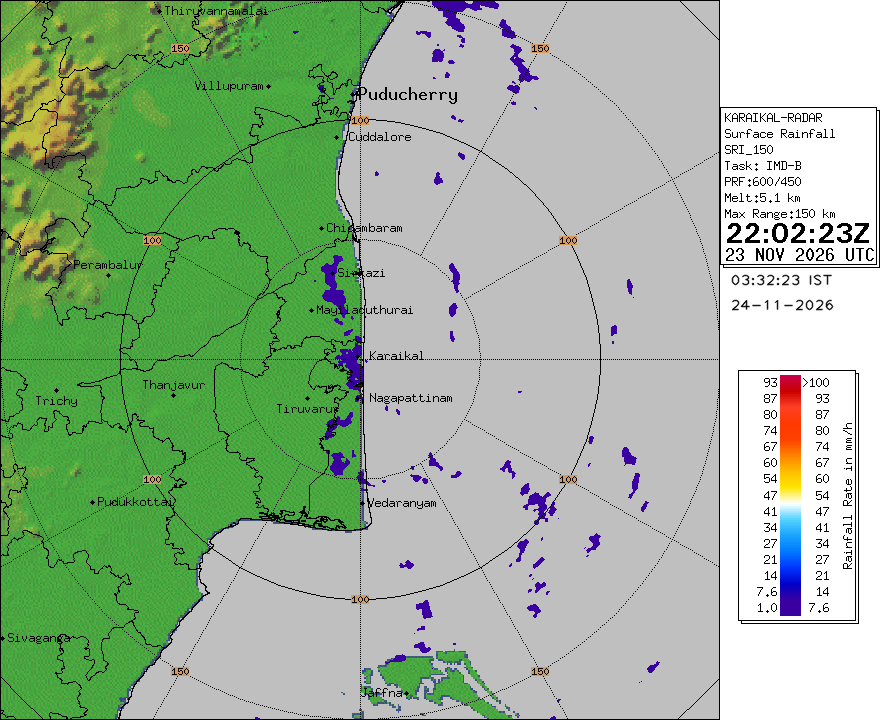 Thiruvannamalai
150
150
Villupuram
Puducherry
100
Cuddalore
Chidambaram
100
100
Perambalur
Sirkazi
Mayiladuthurai
Karaikal
Thanjavur
Trichy
Nagapattinam
Tiruvarur
100
100
Pudukkottai
Vedaranyam
100
Sivaganga
150
150
Jaffna
KARAIKAL-RADAR
Surface Rainfall
SRI_150
Task: IMD-B
PRF:600/450
Melt:5.1 km
Max Range:150 km
22:02:23Z
23 NOV 2026 UTC
03:32:23 IST
24-11-2026
93 >100
87 93
80 87
74 80
67 74
60 67
54 60
47 54
41 47
34 41
27 34
21 27
14 21
7.6 14
1.0 7.6
Rainfall Rate in mm/h